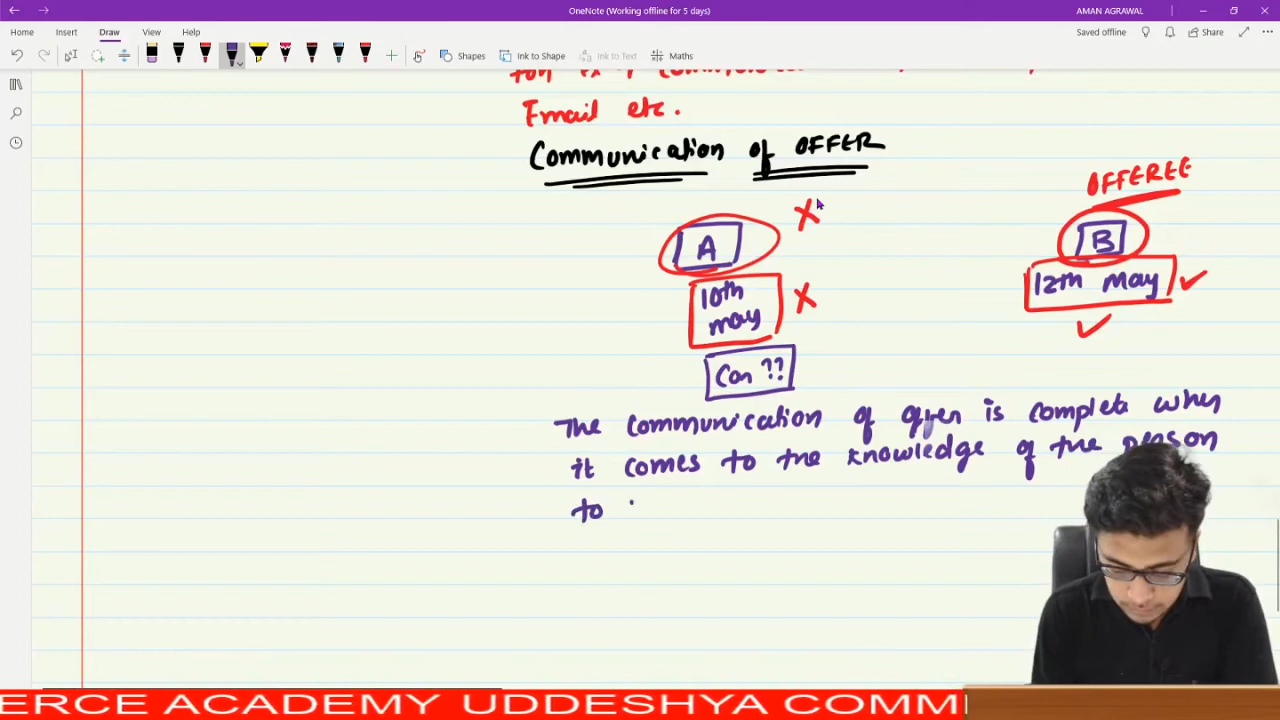 OneNote (Working offline for 5 days)
AMAN AGRAWAL
Home Insert Draw View Help
Saved offline
Share
Shapes
Ink to Shape
Ink to Text
Maths
Email etc.
Communication of OFFER
OFFEREE
A
B
10th
may
12th May
Con ??
The communication of offer is complete when
it comes to the knowledge of the person
to
ERCE ACADEMY UDDESHYA COMM